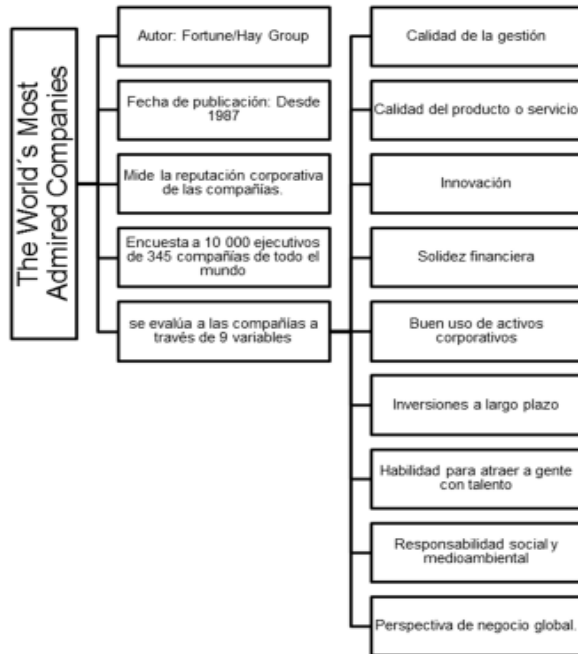 The World´s Most
Admired Companies
Autor: Fortune/Hay Group
Fecha de publicación: Desde
1987
Mide la reputación corporativa
de las compañías.
Encuesta a 10 000 ejecutivos
de 345 compañías de todo el
mundo
se evalúa a las compañías a
través de 9 variables
Calidad de la gestión
Calidad del producto o servicio
Innovación
Solidez financiera
Buen uso de activos
corporativos
Inversiones a largo plazo
Habilidad para atraer a gente
con talento
Responsabilidad social y
medioambiental
Perspectiva de negocio global.